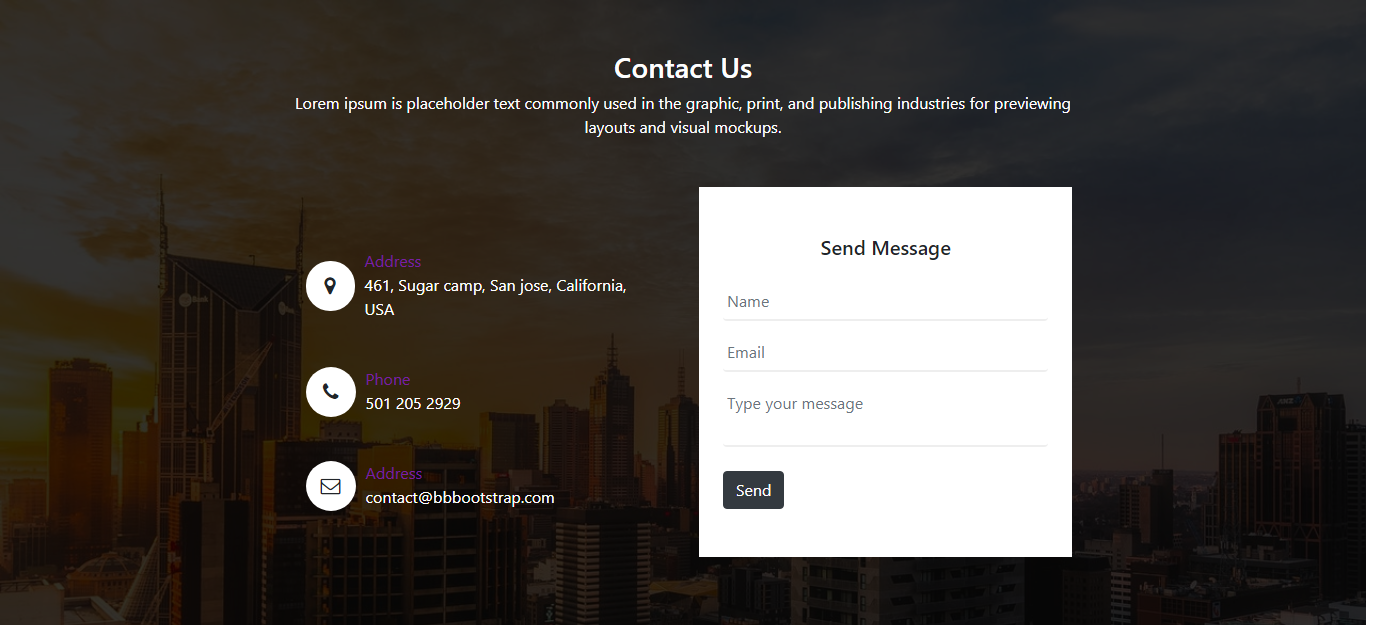 Contact Us
Lorem ipsum is placeholder text commonly used in the graphic, print, and publishing industries for previewing
layouts and visual mockups.
Address
461, Sugar camp, San jose, California,
USA
Phone
501 205 2929
Address
contact@bbbootstrap.com
Send Message
Name
Email
Type your message
Send